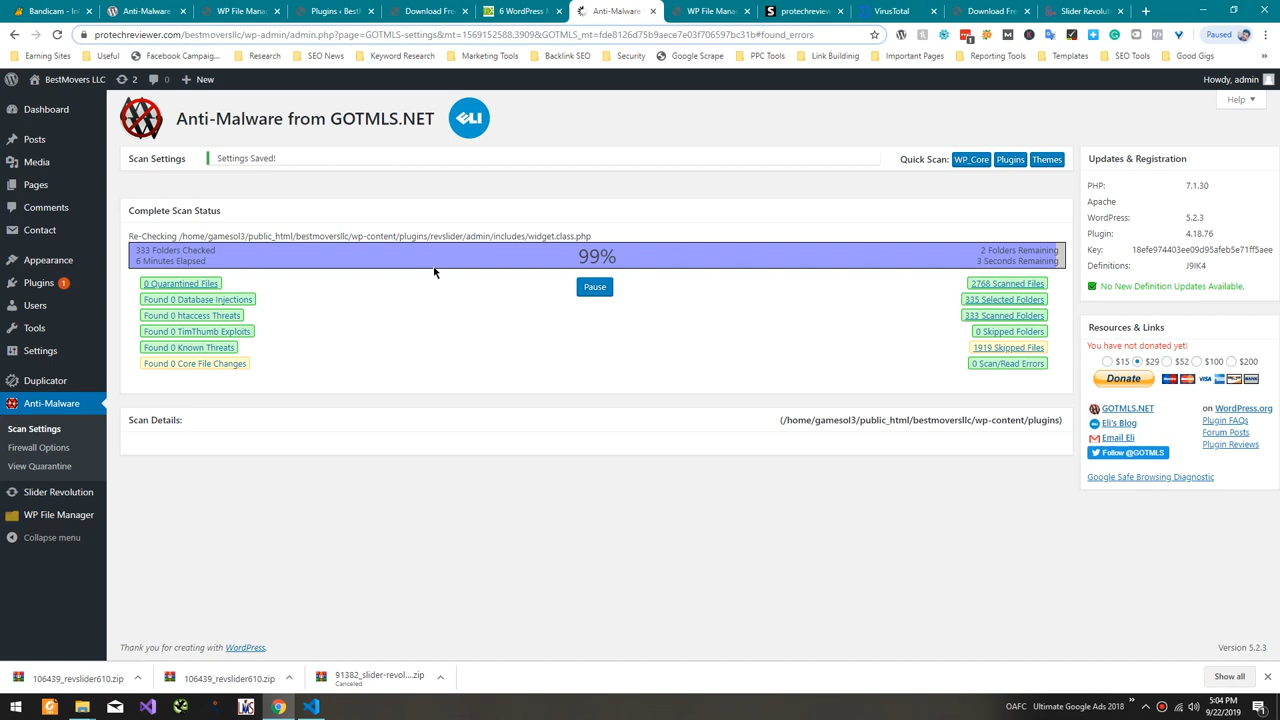 Bandicam - Inf
Anti-Malware
WP File Manag
Plugins ‹ Best
Download Free
6 WordPress
Anti-Malware
WP File Manag
protechreview
VirusTotal
Download Free
Slider Revoluti
protechreviewer.com/bestmoversllc/wp-admin/admin.php?page=GOTMLS-settings&mt=1569152588.3909&GOTMLS_mt=fde8126d75b9aece7e03f706597bc31b#found_errors
Paused
Earning Sites
Useful
Facebook Campaig...
Research
SEO News
Keyword Research
Marketing Tools
Backlink SEO
Security
Google Scrape
PPC Tools
Link Building
Important Pages
Reporting Tools
Templates
SEO Tools
Good Gigs
BestMovers LLC
2
0
New
Howdy, admin
Dashboard
Posts
Media
Pages
Comments
Contact
Appearance
Plugins 1
Users
Tools
Settings
Duplicator
Anti-Malware
Scan Settings
Firewall Options
View Quarantine
Slider Revolution
WP File Manager
Collapse menu
Anti-Malware from GOTMLS.NET
ELI
Help
Scan Settings
Settings Saved!
Quick Scan: WP_Core Plugins Themes
Complete Scan Status
Re-Checking /home/gamesol3/public_html/bestmoversllc/wp-content/plugins/revslider/admin/includes/widget.class.php
333 Folders Checked
6 Minutes Elapsed
99%
2 Folders Remaining
3 Seconds Remaining
Pause
0 Quarantined Files
Found 0 Database Injections
Found 0 htaccess Threats
Found 0 TimThumb Exploits
Found 0 Known Threats
Found 0 Core File Changes
2768 Scanned Files
335 Selected Folders
333 Scanned Folders
0 Skipped Folders
1919 Skipped Files
0 Scan/Read Errors
Scan Details:
(/home/gamesol3/public_html/bestmoversllc/wp-content/plugins)
Updates & Registration
PHP: 7.1.30
Apache
WordPress: 5.2.3
Plugin: 4.18.76
Key: 18efe974403ee09d95afeb5e71ff5aee
Definitions: J9IK4
No New Definition Updates Available.
Resources & Links
You have not donated yet!
$15 $29 $52 $100 $200
Donate
GOTMLS.NET
Eli's Blog
Email Eli
Follow @GOTMLS
on WordPress.org
Plugin FAQs
Forum Posts
Plugin Reviews
Google Safe Browsing Diagnostic
Thank you for creating with WordPress.
Version 5.2.3
106439_revslider610.zip
106439_revslider610.zip
91382_slider-revol....zip
Canceled
Show all
OAFC
Ultimate Google Ads 2018
5:04 PM
9/22/2019
1